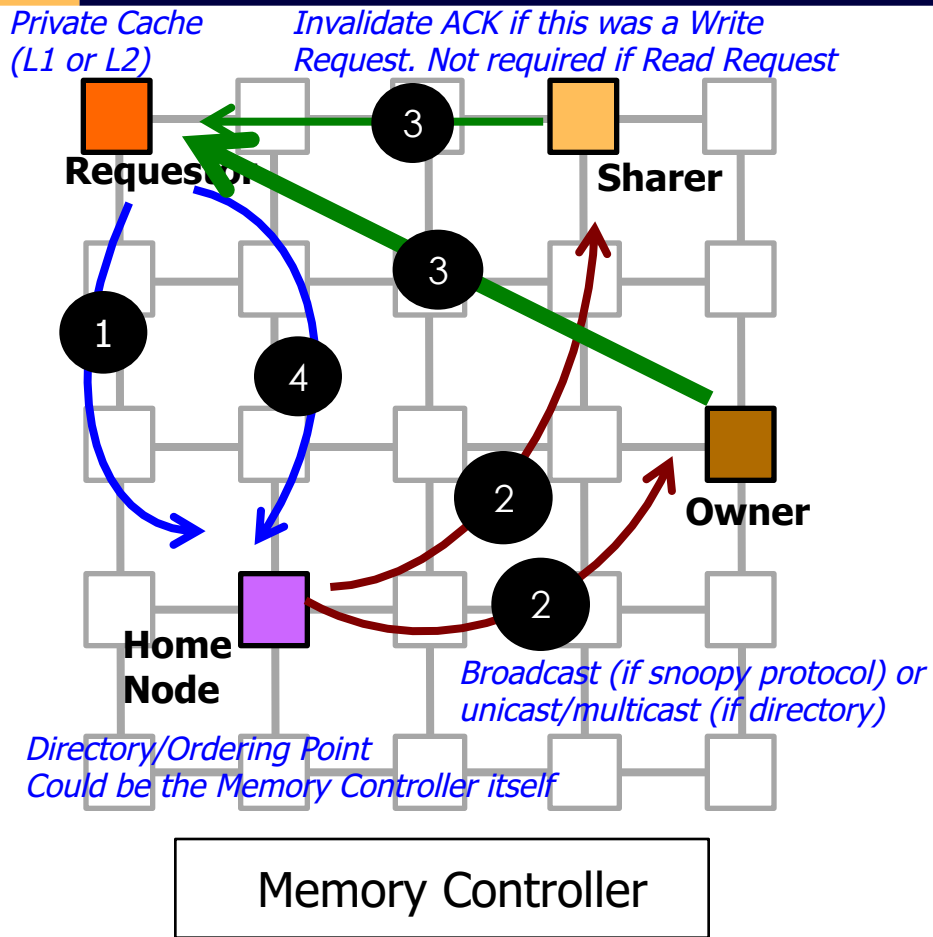 Private Cache
(L1 or L2)
Invalidate ACK if this was a Write
Request. Not required if Read Request
3
Requestor
Sharer
3
1
4
2
Owner
2
Home
Node
Broadcast (if snoopy protocol) or
unicast/multicast (if directory)
Directory/Ordering Point
Could be the Memory Controller itself
Memory Controller